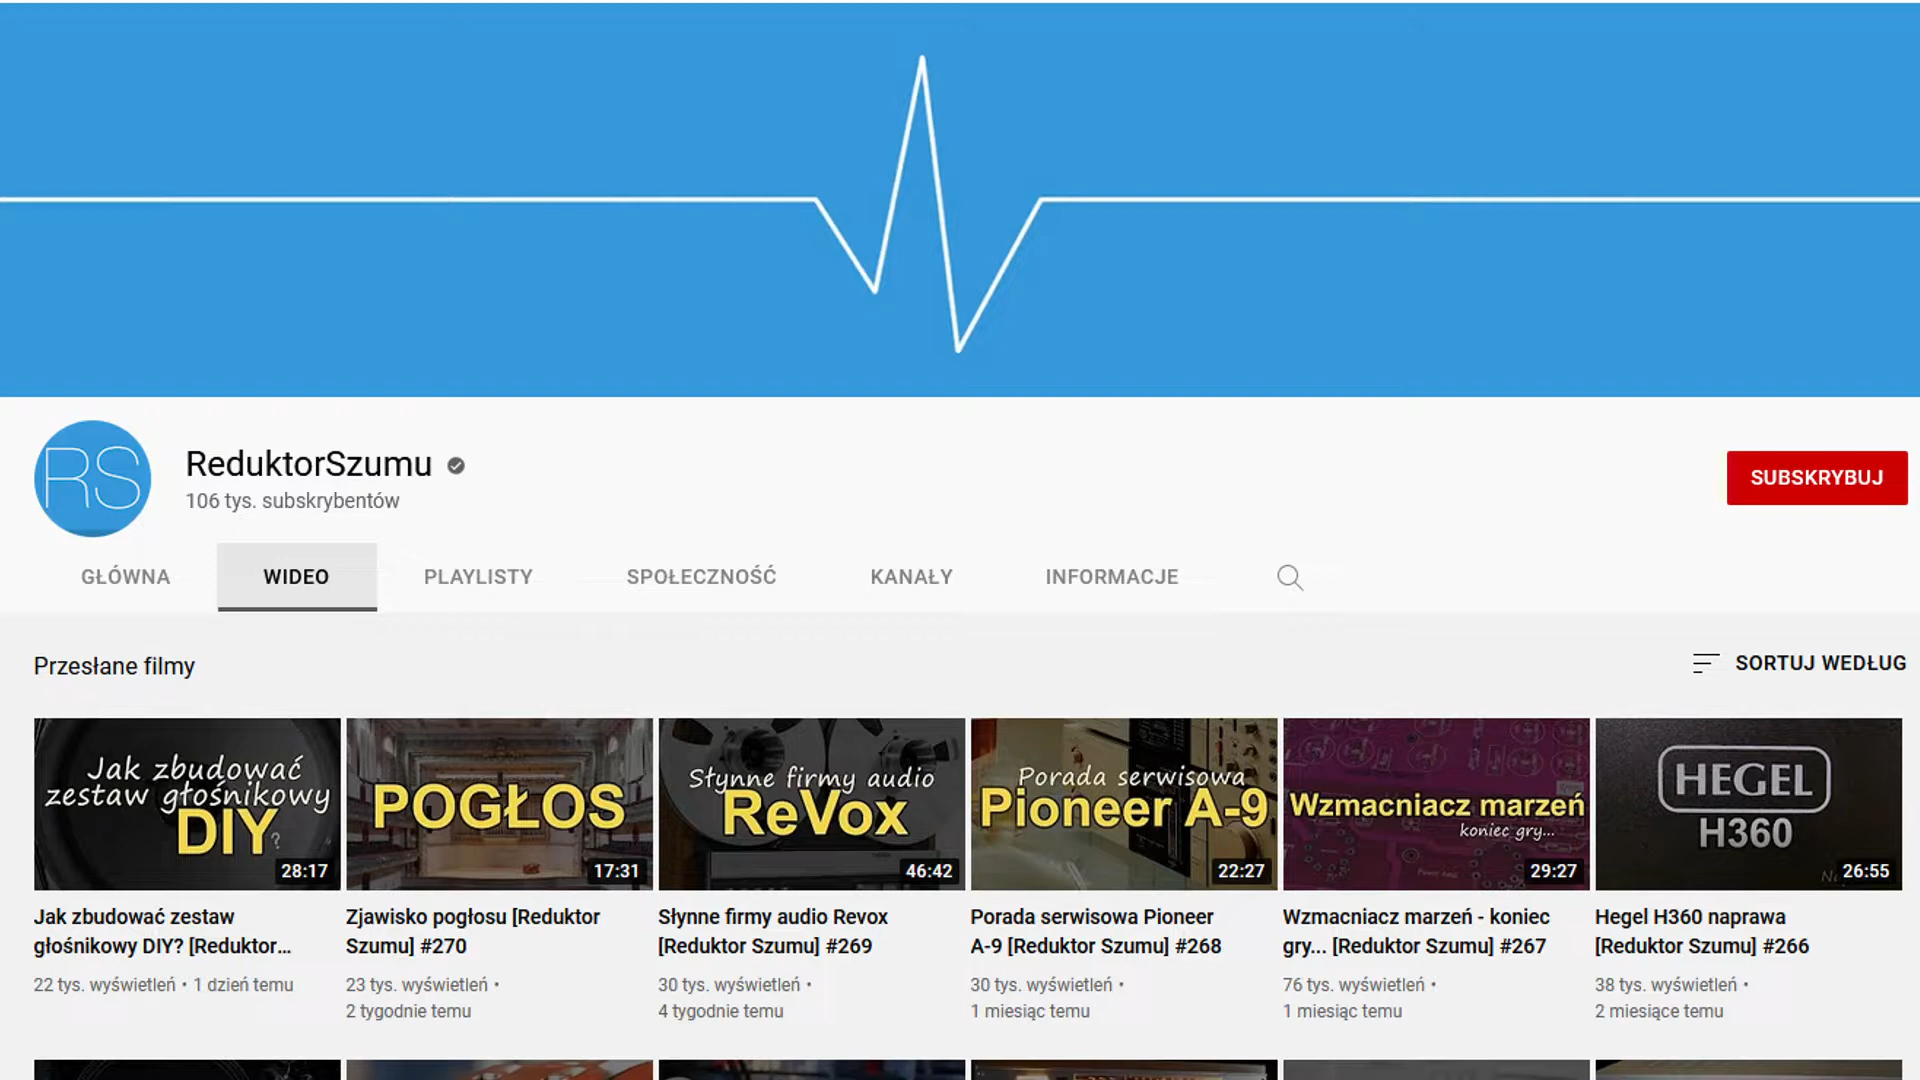 RS
ReduktorSzumu
106 tys. subskrybentów
SUBSKRYBUJ
GŁÓWNA
WIDEO
PLAYLISTY
SPOŁECZNOŚĆ
KANAŁY
INFORMACJE
Przesłane filmy
SORTUJ WEDŁUG
Jak zbudować
zestaw głośnikowy
DIY?
28:17
POGŁOS
17:31
Słynne firmy audio
ReVox
46:42
Porada serwisowa
Pioneer A-9
22:27
Wzmacniacz marzeń
koniec gry...
29:27
HEGEL
H360
26:55
Jak zbudować zestaw
głośnikowy DIY? [Reduktor...
22 tys. wyświetleń • 1 dzień temu
Zjawisko pogłosu [Reduktor
Szumu] #270
23 tys. wyświetleń •
2 tygodnie temu
Słynne firmy audio Revox
[Reduktor Szumu] #269
30 tys. wyświetleń •
4 tygodnie temu
Porada serwisowa Pioneer
A-9 [Reduktor Szumu] #268
30 tys. wyświetleń •
1 miesiąc temu
Wzmacniacz marzeń - koniec
gry... [Reduktor Szumu] #267
76 tys. wyświetleń •
1 miesiąc temu
Hegel H360 naprawa
[Reduktor Szumu] #266
38 tys. wyświetleń •
2 miesiące temu